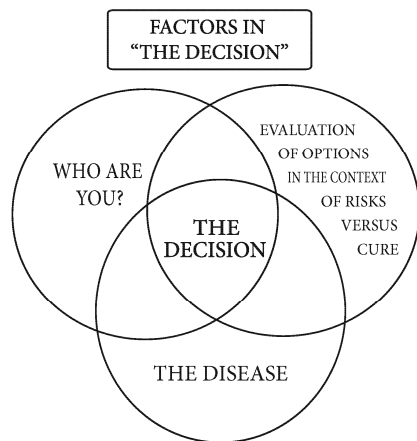 FACTORS IN
“THE DECISION”
WHO ARE
YOU?
EVALUATION
OF OPTIONS
IN THE CONTEXT
OF RISKS
VERSUS
CURE
THE
DECISION
THE DISEASE